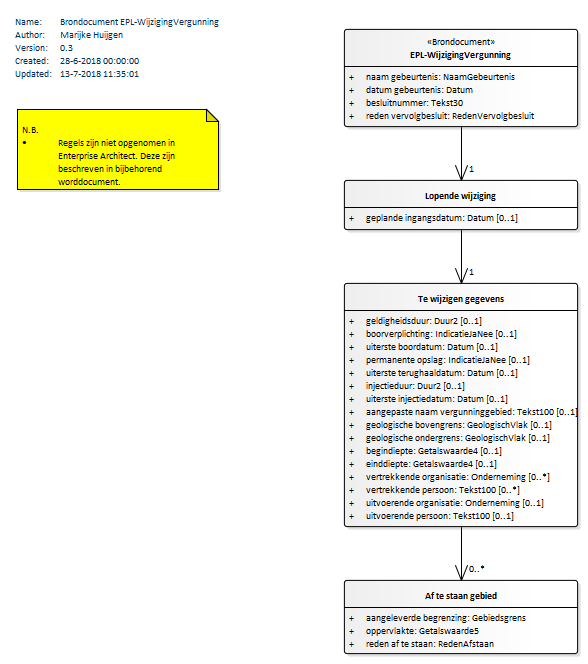 Name: Brondocument EPL-WijzigingVergunning
Author: Marijke Huijgen
Version: 0.3
Created: 28-6-2018 00:00:00
Updated: 13-7-2018 11:35:01
N.B.
• Regels zijn niet opgenomen in
Enterprise Architect. Deze zijn
beschreven in bijbehorend
worddocument.
«Brondocument»
EPL-WijzigingVergunning
+ naam gebeurtenis: NaamGebeurtenis
+ datum gebeurtenis: Datum
+ besluitnummer: Tekst30
+ reden vervolgbesluit: RedenVervolgbesluit
1
Lopende wijziging
+ geplande ingangsdatum: Datum [0..1]
1
Te wijzigen gegevens
+ geldigheidsduur: Duur2 [0..1]
+ boorverplichting: IndicatieJaNee [0..1]
+ uiterste boordatum: Datum [0..1]
+ permanente opslag: IndicatieJaNee [0..1]
+ uiterste terughaaldatum: Datum [0..1]
+ injectieduur: Duur2 [0..1]
+ uiterste injectiedatum: Datum [0..1]
+ aangepaste naam vergunninggebied: Tekst100 [0..1]
+ geologische bovengrens: GeologischVlak [0..1]
+ geologische ondergrens: GeologischVlak [0..1]
+ begindiepte: Getalswaarde4 [0..1]
+ einddiepte: Getalswaarde4 [0..1]
+ vertrekkende organisatie: Onderneming [0..*]
+ vertrekkende persoon: Tekst100 [0..*]
+ uitvoerende organisatie: Onderneming [0..1]
+ uitvoerende persoon: Tekst100 [0..1]
0..*
Af te staan gebied
+ aangeleverde begrenzing: Gebiedsgrens
+ oppervlakte: Getalswaarde5
+ reden af te staan: RedenAfstaan